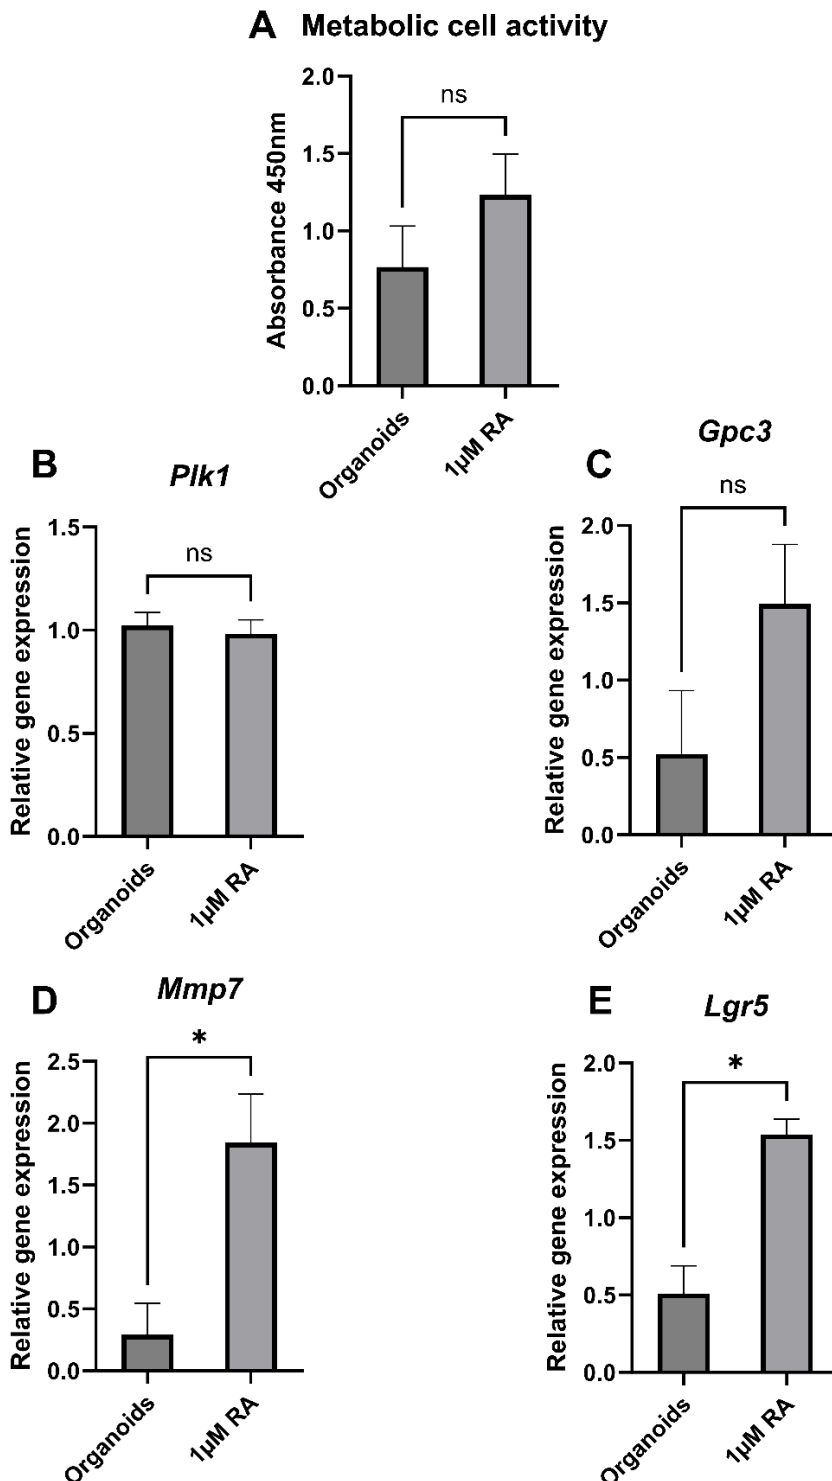 A Metabolic cell activity
Absorbance 450nm
2.0
1.5
1.0
0.5
0.0
ns
Organoids
1µM RA
B
Plk1
Relative gene expression
1.5
1.0
0.5
0.0
ns
Organoids
1µM RA
C
Gpc3
Relative gene expression
2.0
1.5
1.0
0.5
0.0
ns
Organoids
1µM RA
D
Mmp7
Relative gene expression
2.5
2.0
1.5
1.0
0.5
0.0
*
Organoids
1µM RA
E
Lgr5
Relative gene expression
2.0
1.5
1.0
0.5
0.0
*
Organoids
1µM RA